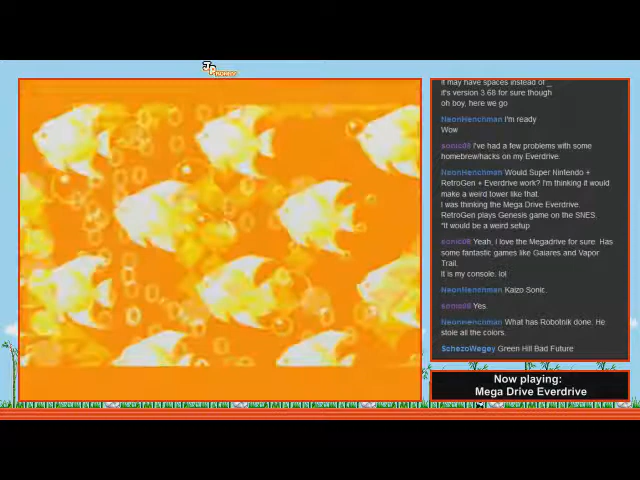 JP
it may have spaces instead of _
it's version 3.68 for sure though
oh boy, here we go
NeonHenchman I'm ready
Wow
sonic88 I've had a few problems with some
homebrewhacks on my Everdrive.
NeonHenchman Would Super Nintendo +
RetroGen + Everdrive work? I'm thinking it would
make a weird tower like that.
I was thinking the Mega Drive Everdrive.
RetroGen plays Genesis game on the SNES.
*It would be a weird setup
sonic88 Yeah, I love the Megadrive for sure. Has
some fantastic games like Gaiares and Vapor
Trail.
It is my console. lol
NeonHenchman Kaizo Sonic.
sonic88 Yes.
NeonHenchman What has Robotnik done. He
stole all the colors.
SchezoWegey Green Hill Bad Future
Now playing:
Mega Drive Everdrive